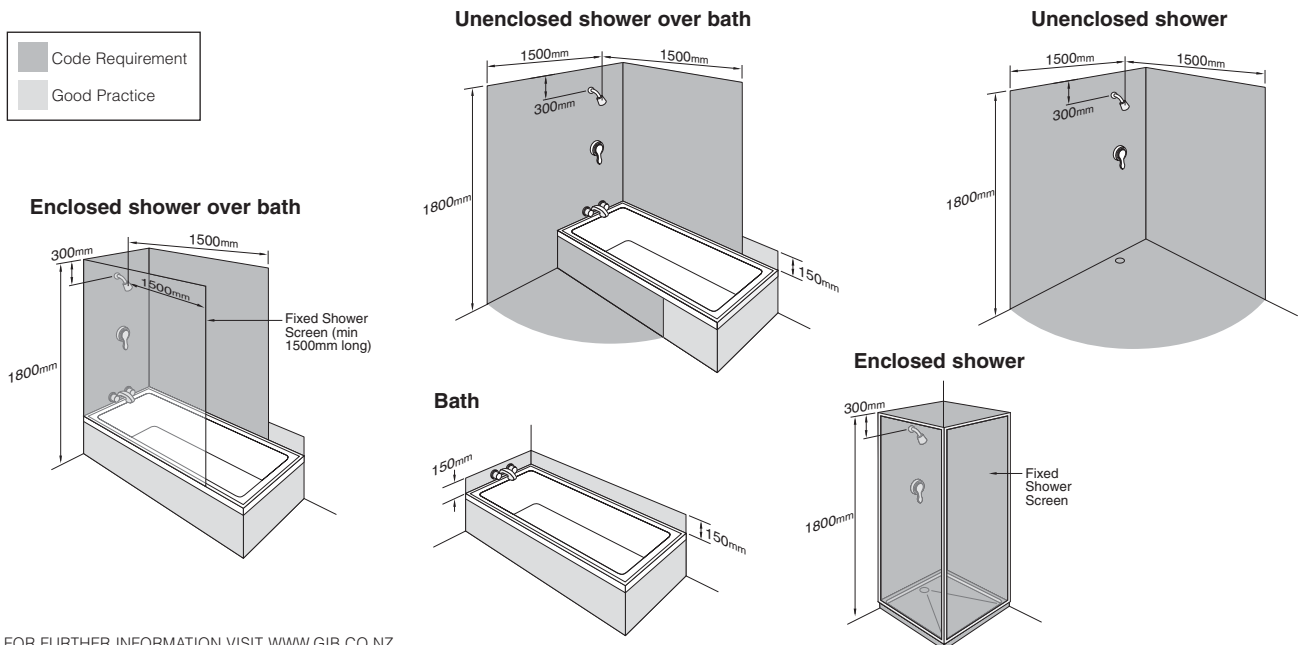 Code Requirement
Good Practice
Unenclosed shower over bath
1500mm
1500mm
300mm
1800mm
150mm
Unenclosed shower
1500mm
1500mm
300mm
1800mm
Enclosed shower over bath
300mm
1500mm
1500mm
Fixed Shower
Screen (min
1500mm long)
1800mm
Bath
150mm
150mm
Enclosed shower
300mm
Fixed
Shower
Screen
1800mm
FOR FURTHER INFORMATION VISIT WWW.GIB.CO.NZ